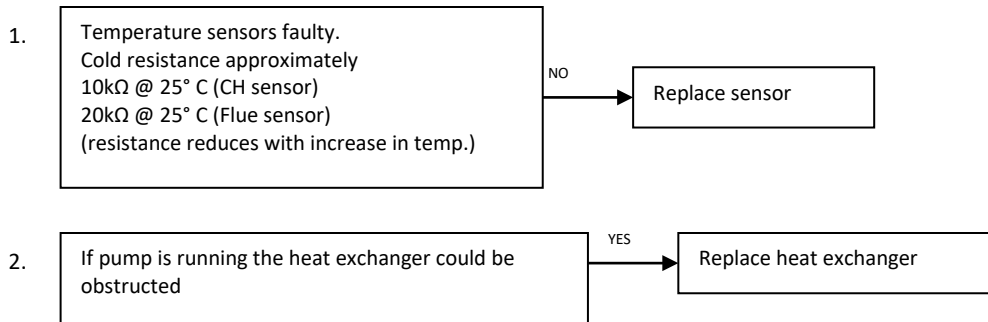 1.
Temperature sensors faulty.
Cold resistance approximately
10kΩ @ 25° C (CH sensor)
20kΩ @ 25° C (Flue sensor)
(resistance reduces with increase in temp.)
NO
Replace sensor
2.
If pump is running the heat exchanger could be
obstructed
YES
Replace heat exchanger